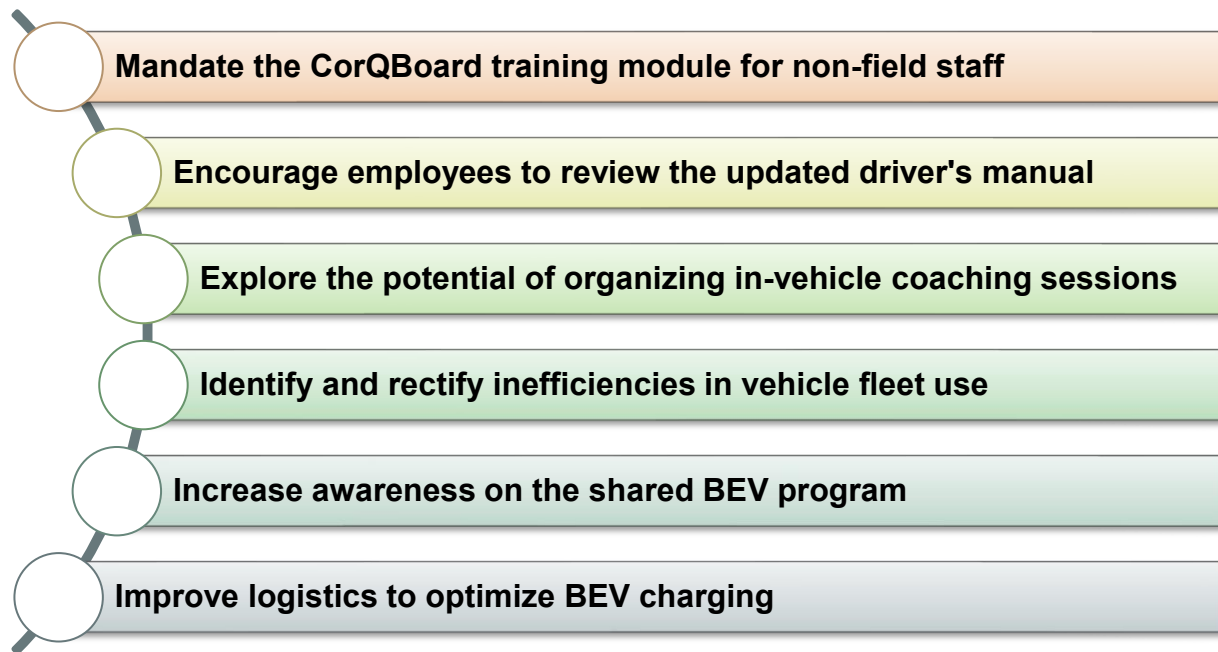 Mandate the CorQBoard training module for non-field staff
Encourage employees to review the updated driver's manual
Explore the potential of organizing in-vehicle coaching sessions
Identify and rectify inefficiencies in vehicle fleet use
Increase awareness on the shared BEV program
Improve logistics to optimize BEV charging